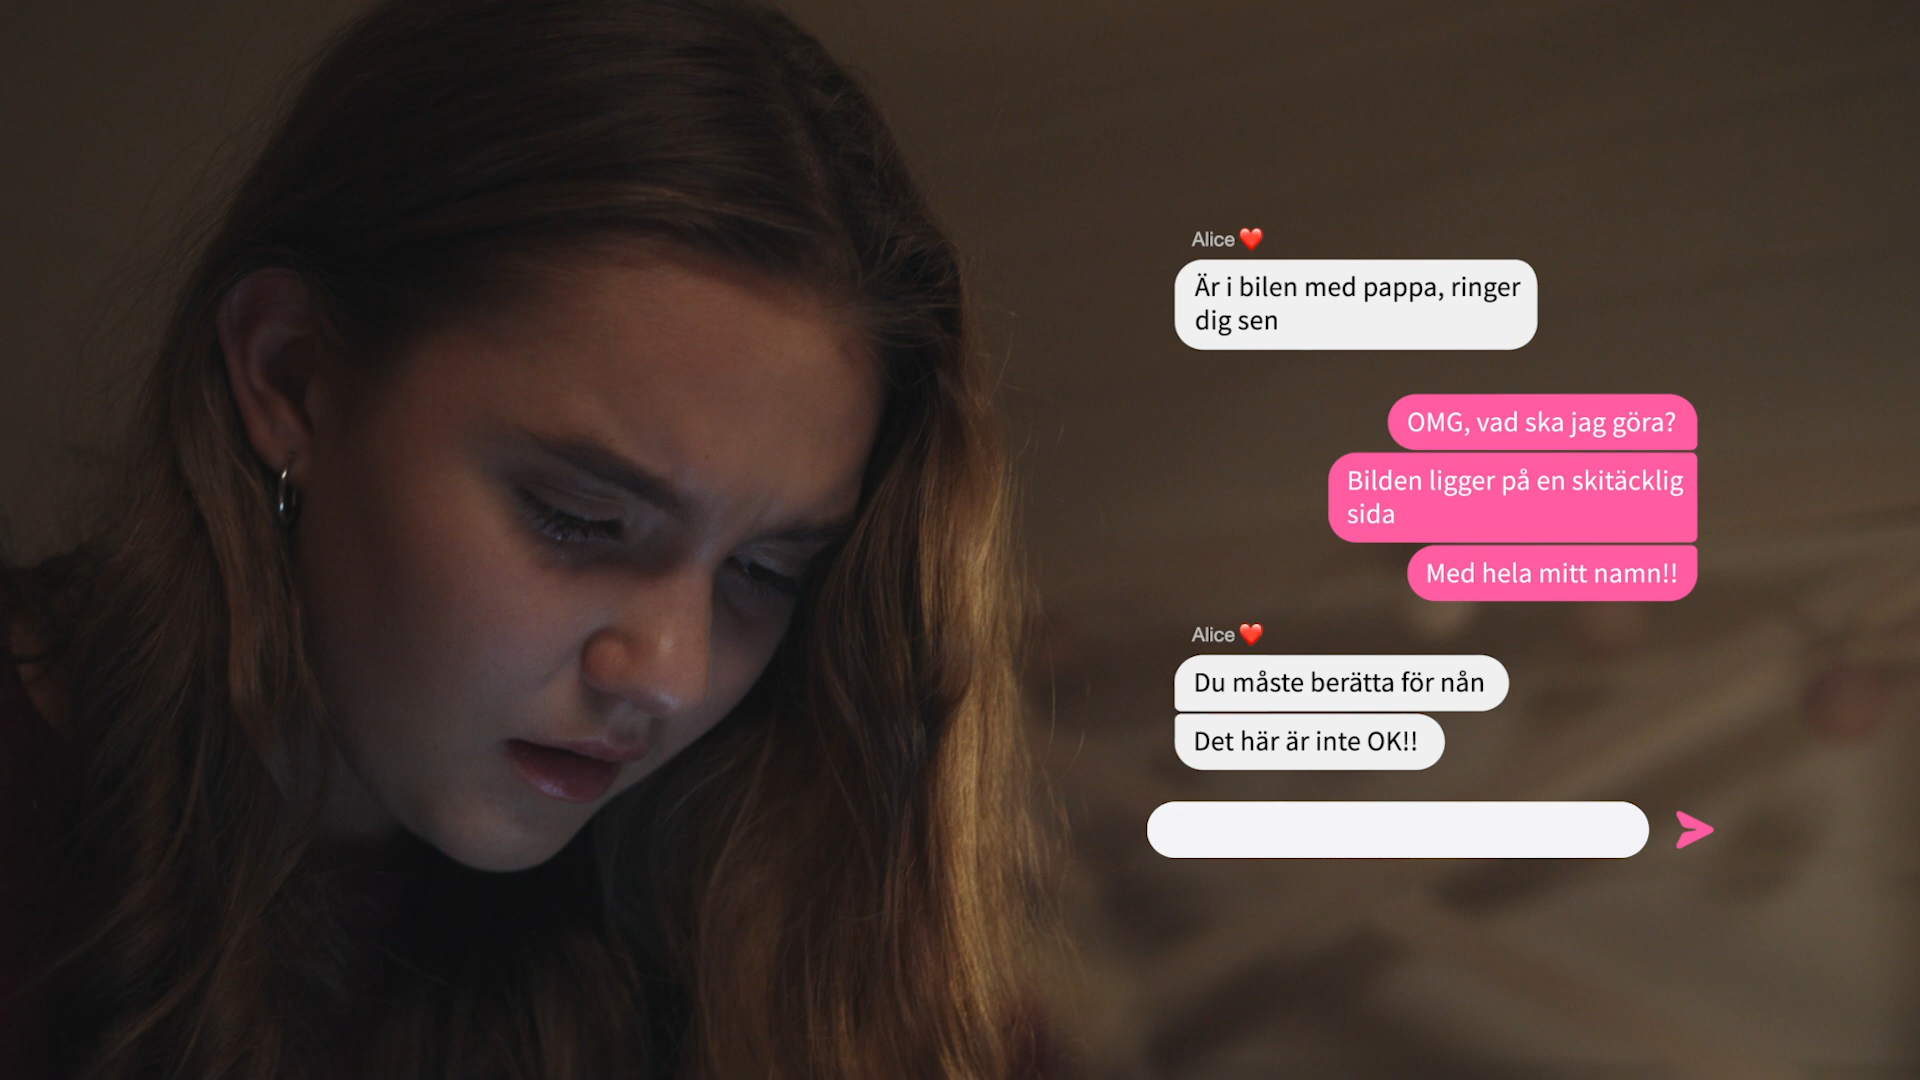 Alice ❤️
Är i bilen med pappa, ringer
dig sen
OMG, vad ska jag göra?
Bilden ligger på en skitäcklig
sida
Med hela mitt namn!!
Alice ❤️
Du måste berätta för nån
Det här är inte OK!!